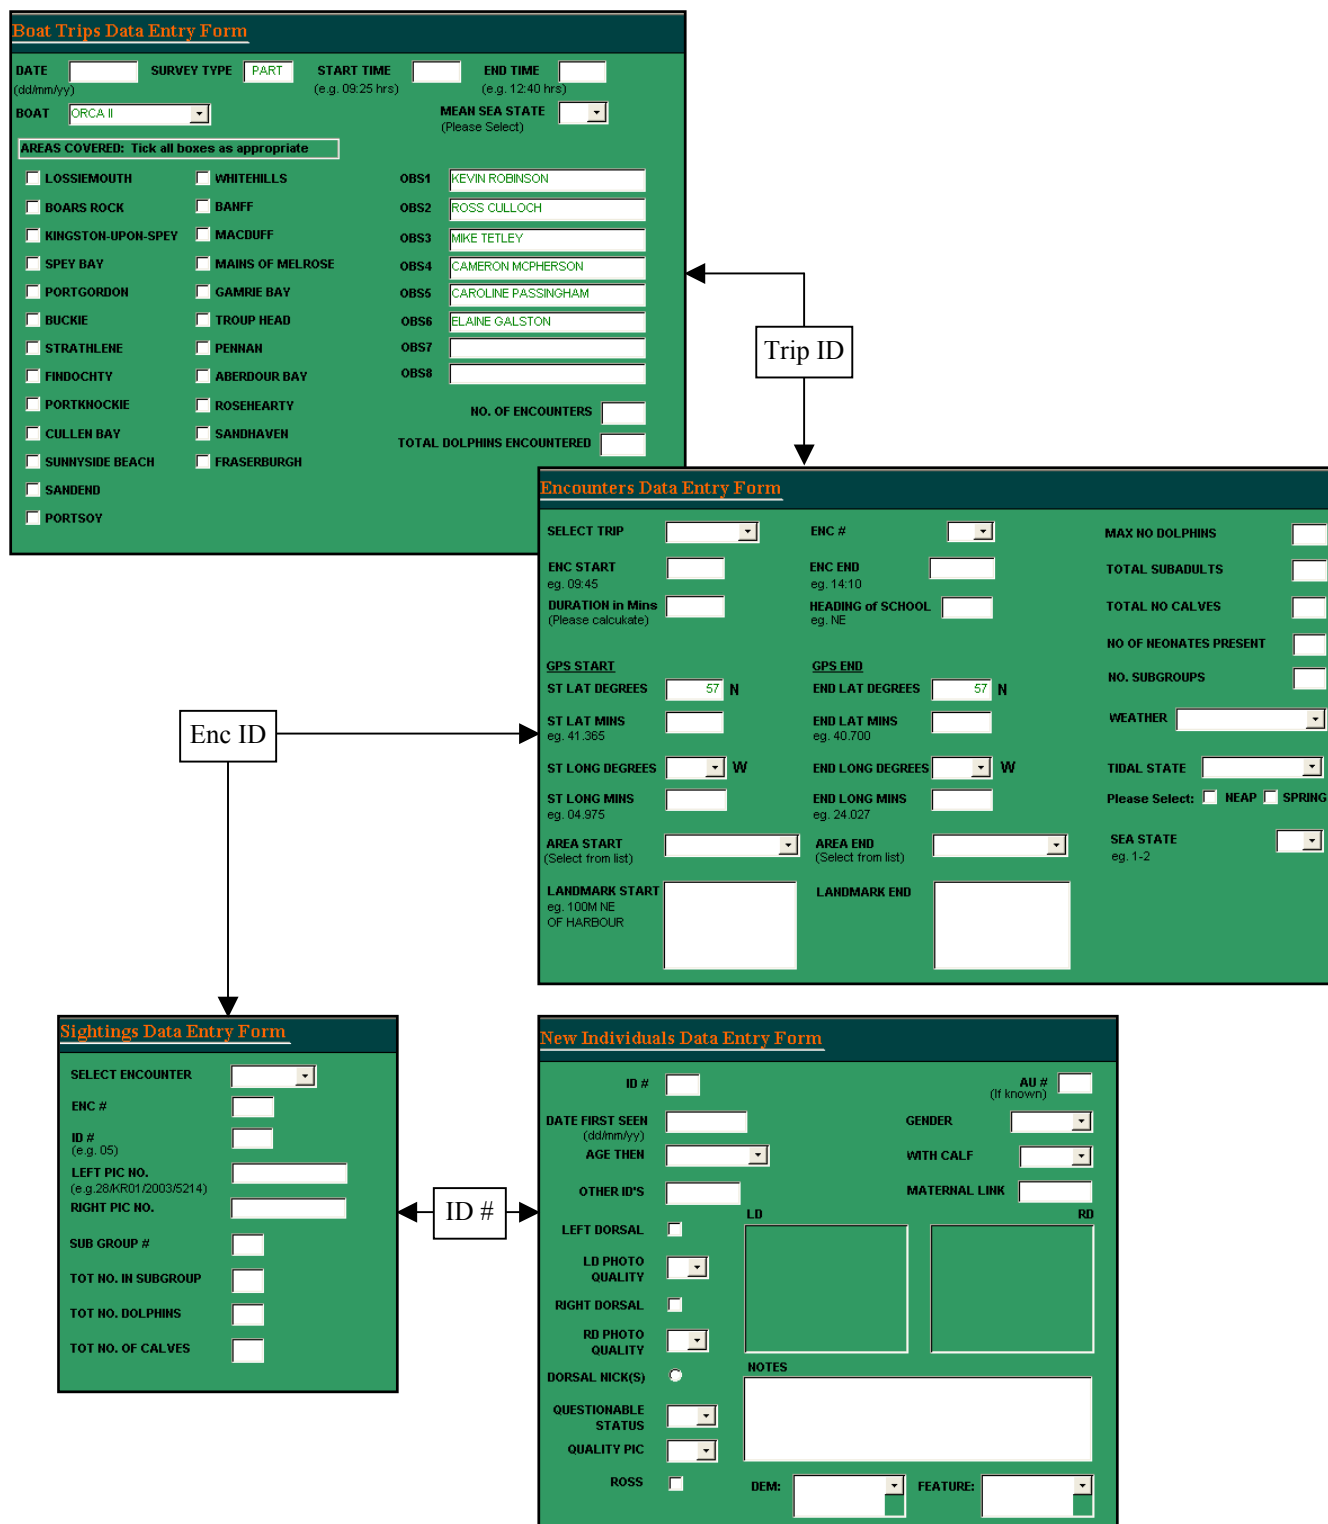 Boat Trips Data Entry Form
DATE SURVEY TYPE PART START TIME END TIME
(dd/mm/yy) (e.g. 09:25 hrs) (e.g. 12:40 hrs)
BOAT ORCA II MEAN SEA STATE
(Please Select)
AREAS COVERED: Tick all boxes as appropriate
LOSSIEMOUTH WHITEHILLS OBS1 KEVIN ROBINSON
BOARS ROCK BANFF OBS2 ROSS CULLOCH
KINGSTON-UPON-SPEY MACDUFF OBS3 MIKE TETLEY
SPEY BAY MAINS OF MELROSE OBS4 CAMERON MCPHERSON
PORTGORDON GAMRIE BAY OBS5 CAROLINE PASSINGHAM
BUCKIE TROUP HEAD OBS6 ELAINE GALSTON
STRATHLENE PENNAN OBS7
FINDOCHTY ABERDOUR BAY OBS8
PORTKNOCKIE ROSEHEARTY NO. OF ENCOUNTERS
CULLEN BAY SANDHAVEN TOTAL DOLPHINS ENCOUNTERED
SUNNYSIDE BEACH FRASERBURGH
SANDEND
PORTSOY
Trip ID
Encounters Data Entry Form
SELECT TRIP ENC # MAX NO DOLPHINS
ENC START ENC END TOTAL SUBADULTS
eg. 09:45 eg. 14:10
DURATION in Mins HEADING of SCHOOL TOTAL NO CALVES
(Please calcukate) eg. NE
NO OF NEONATES PRESENT
GPS START GPS END NO. SUBGROUPS
ST LAT DEGREES 57 N END LAT DEGREES 57 N
ST LAT MINS END LAT MINS WEATHER
eg. 41.365 eg. 40.700
ST LONG DEGREES W END LONG DEGREES W TIDAL STATE
ST LONG MINS END LONG MINS Please Select: NEAP SPRING
eg. 04.975 eg. 24.027
AREA START AREA END SEA STATE
(Select from list) (Select from list) eg. 1-2
LANDMARK START LANDMARK END
eg. 100M NE
OF HARBOUR
Enc ID
Sightings Data Entry Form
SELECT ENCOUNTER
ENC #
ID #
(e.g. 05)
LEFT PIC NO.
(e.g.28/KR01/2003/5214)
RIGHT PIC NO.
SUB GROUP #
TOT NO. IN SUBGROUP
TOT NO. DOLPHINS
TOT NO. OF CALVES
ID #
New Individuals Data Entry Form
ID # AU #
(If known)
DATE FIRST SEEN GENDER
(dd/mm/yy)
AGE THEN WITH CALF
OTHER ID'S MATERNAL LINK
LD RD
LEFT DORSAL
LD PHOTO
QUALITY
RIGHT DORSAL
RD PHOTO
QUALITY
NOTES
DORSAL NICK(S)
QUESTIONABLE
STATUS
QUALITY PIC
ROSS DEM: FEATURE: